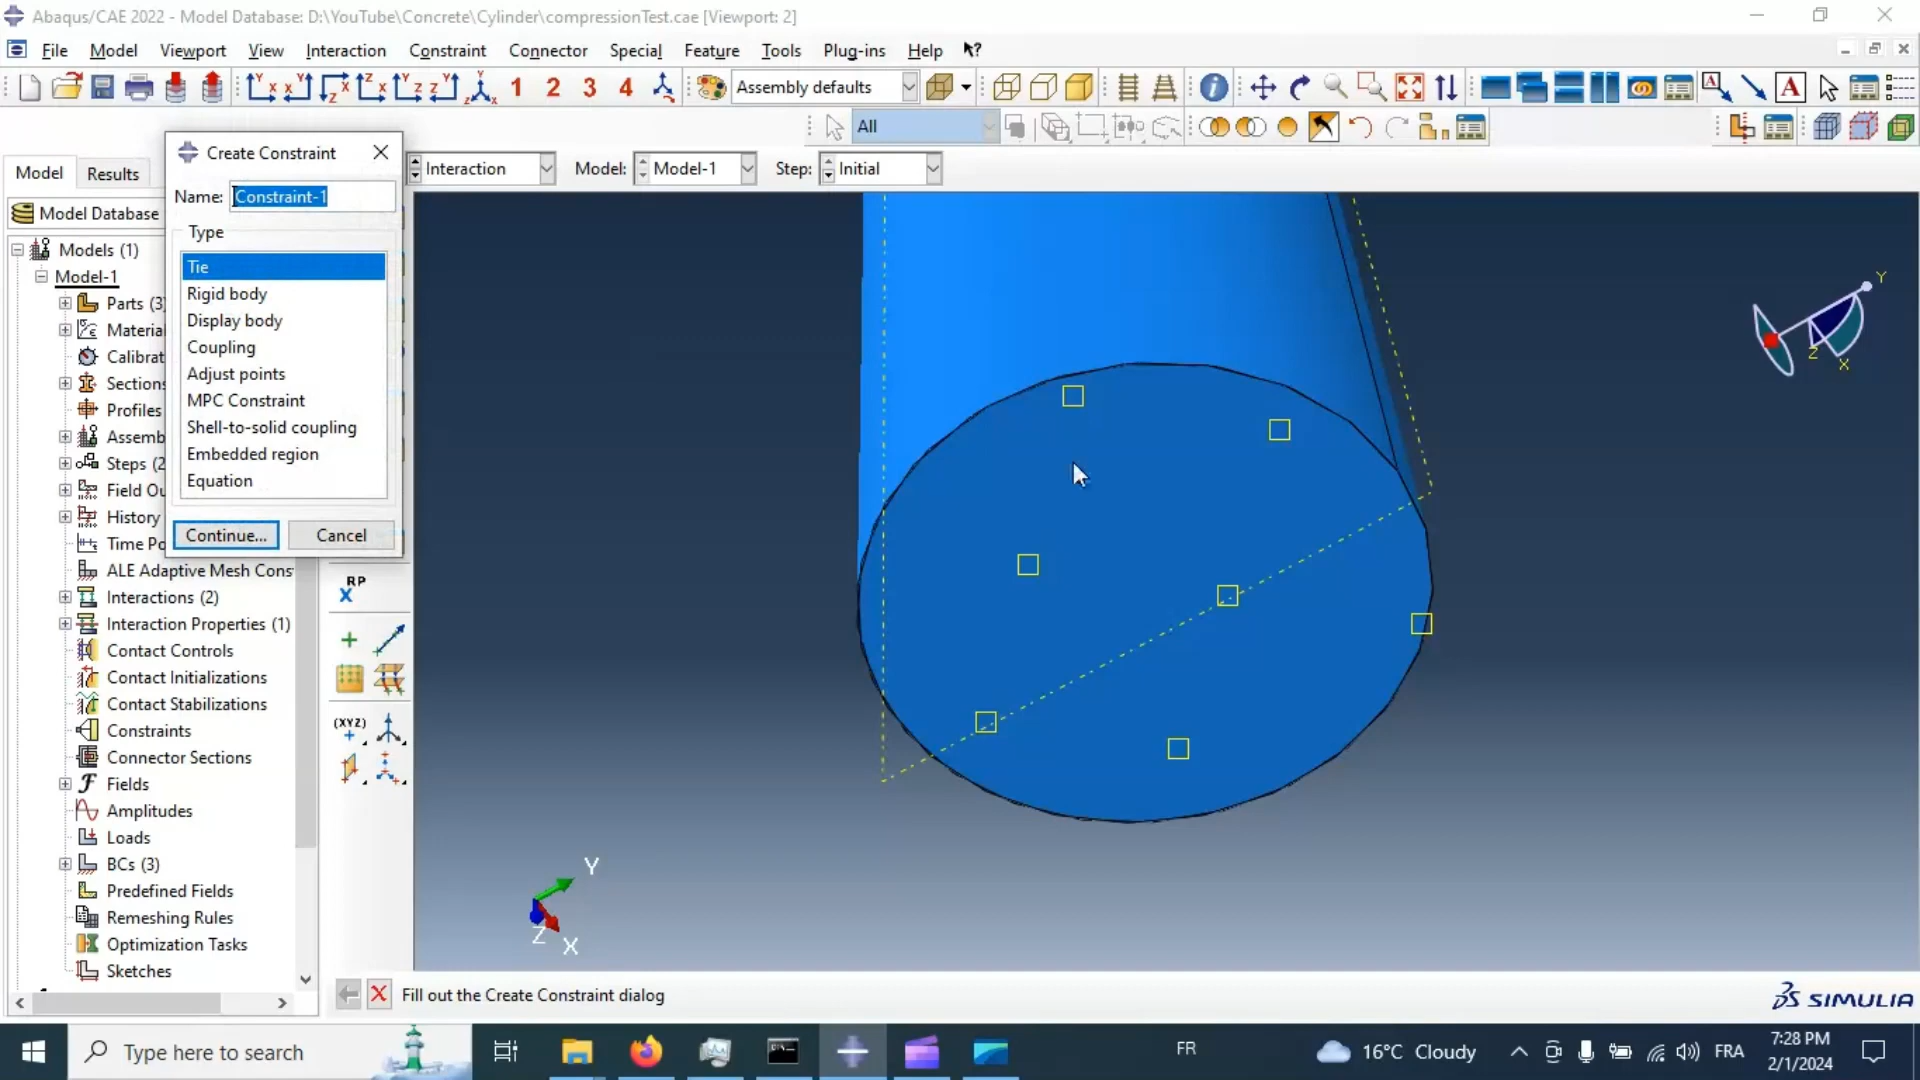 Abaqus/CAE 2022 - Model Database: D:\YouTube\Concrete\Cylinder\compressionTest.cae [Viewport: 2]
File Model Viewport View Interaction Constraint Connector Special Feature Tools Plug-ins Help
1 2 3 4 Assembly defaults
All
Create Constraint
Model Results
Interaction Model: Model-1 Step: Initial
Name: Constraint-1
Model Database
Type
Models (1)
Tie
Model-1
Rigid body
Parts (3)
Display body
Materia
Coupling
Calibrat
Adjust points
Sections
MPC Constraint
Profiles
Shell-to-solid coupling
Assemb
Embedded region
Steps (2
Equation
Field Ou
History
Continue... Cancel
Time Po
ALE Adaptive Mesh Cons
RP
Interactions (2)
Interaction Properties (1)
Contact Controls
Contact Initializations
Contact Stabilizations
Constraints
(XYZ)
Connector Sections
Fields
Amplitudes
Loads
BCs (3)
Predefined Fields
Remeshing Rules
Optimization Tasks
Sketches
Y
Z
X
Y
Z
X
Fill out the Create Constraint dialog
SIMULIA
Type here to search
FR
16°C Cloudy
FRA
7:28 PM
2/1/2024